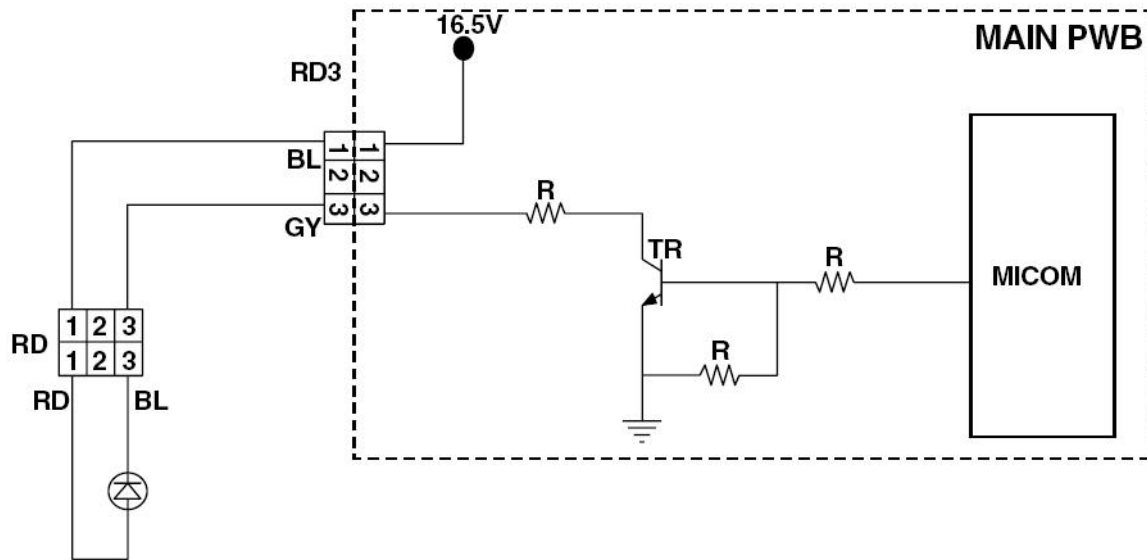 16.5V
MAIN PWB
RD3
BL
1 1
2 2
3 3
GY
R
TR
R
MICOM
R
1 2 3
RD
1 2 3
RD BL